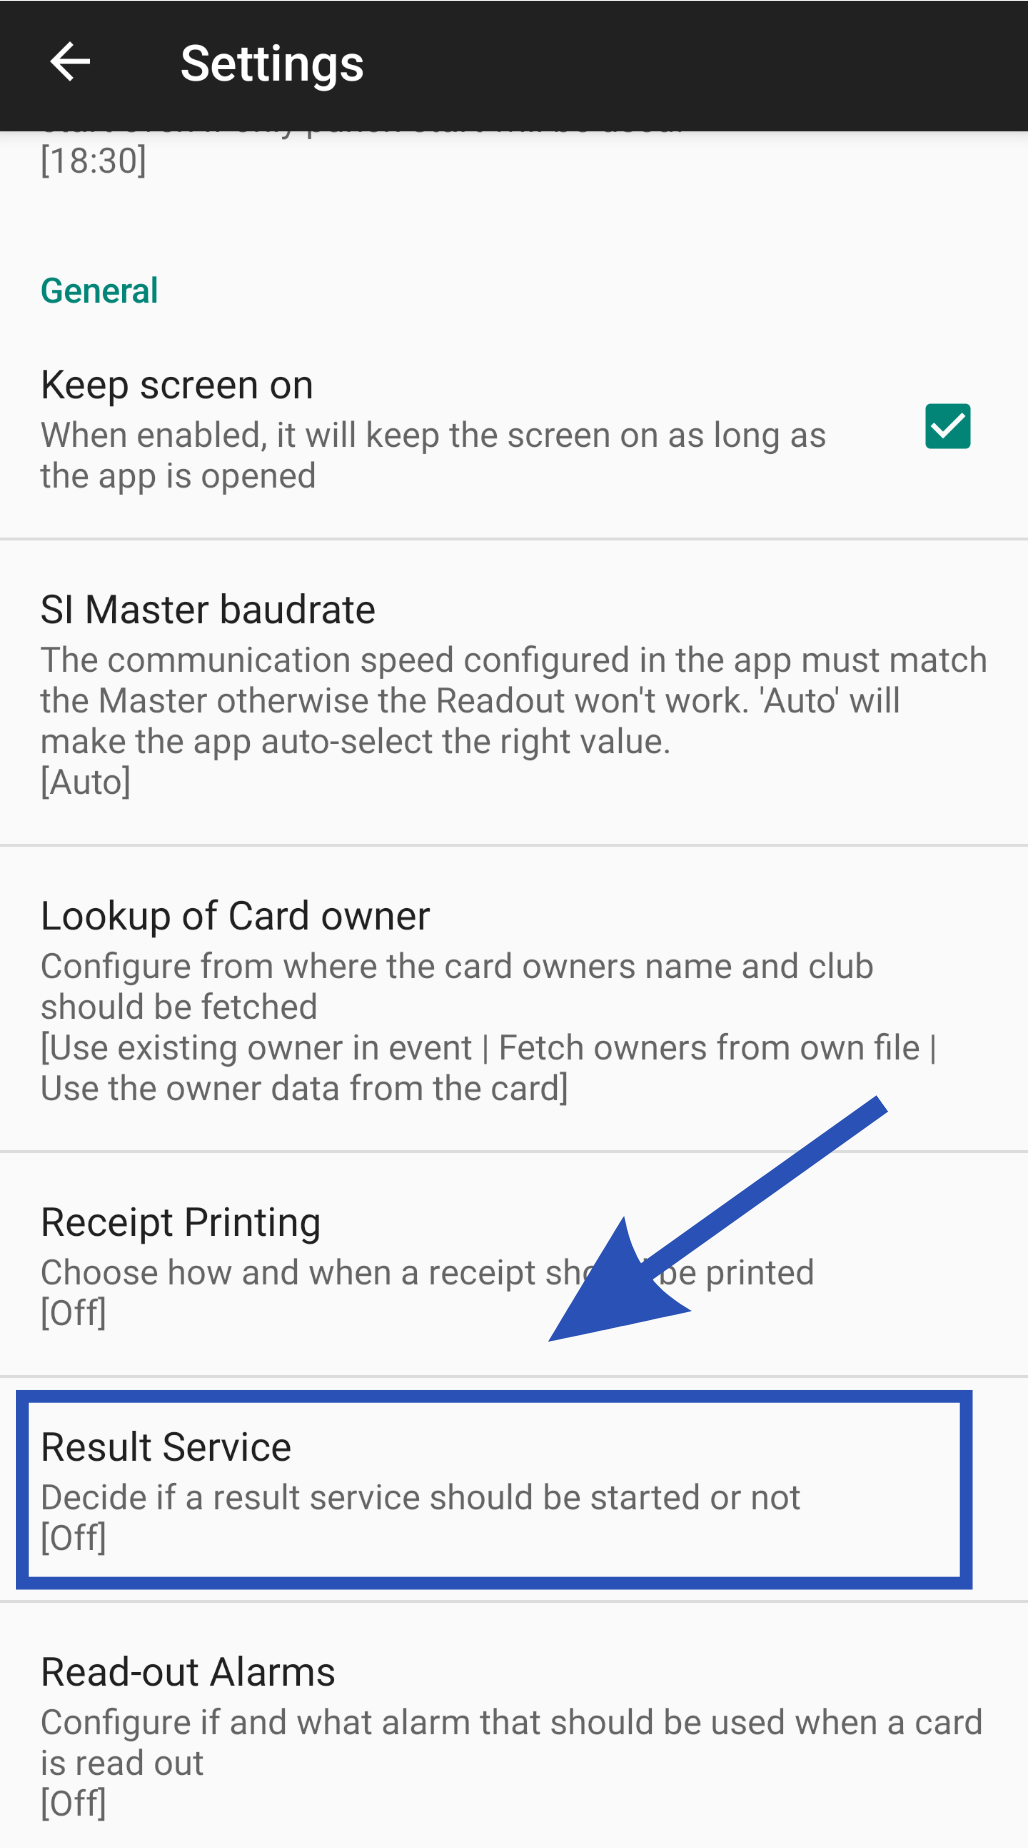 Settings
[18:30]
General
Keep screen on
When enabled, it will keep the screen on as long as
the app is opened
SI Master baudrate
The communication speed configured in the app must match
the Master otherwise the Readout won't work. 'Auto' will
make the app auto-select the right value.
[Auto]
Lookup of Card owner
Configure from where the card owners name and club
should be fetched
[Use existing owner in event | Fetch owners from own file |
Use the owner data from the card]
Receipt Printing
Choose how and when a receipt be printed
[Off]
Result Service
Decide if a result service should be started or not
[Off]
Read-out Alarms
Configure if and what alarm that should be used when a card
is read out
[Off]